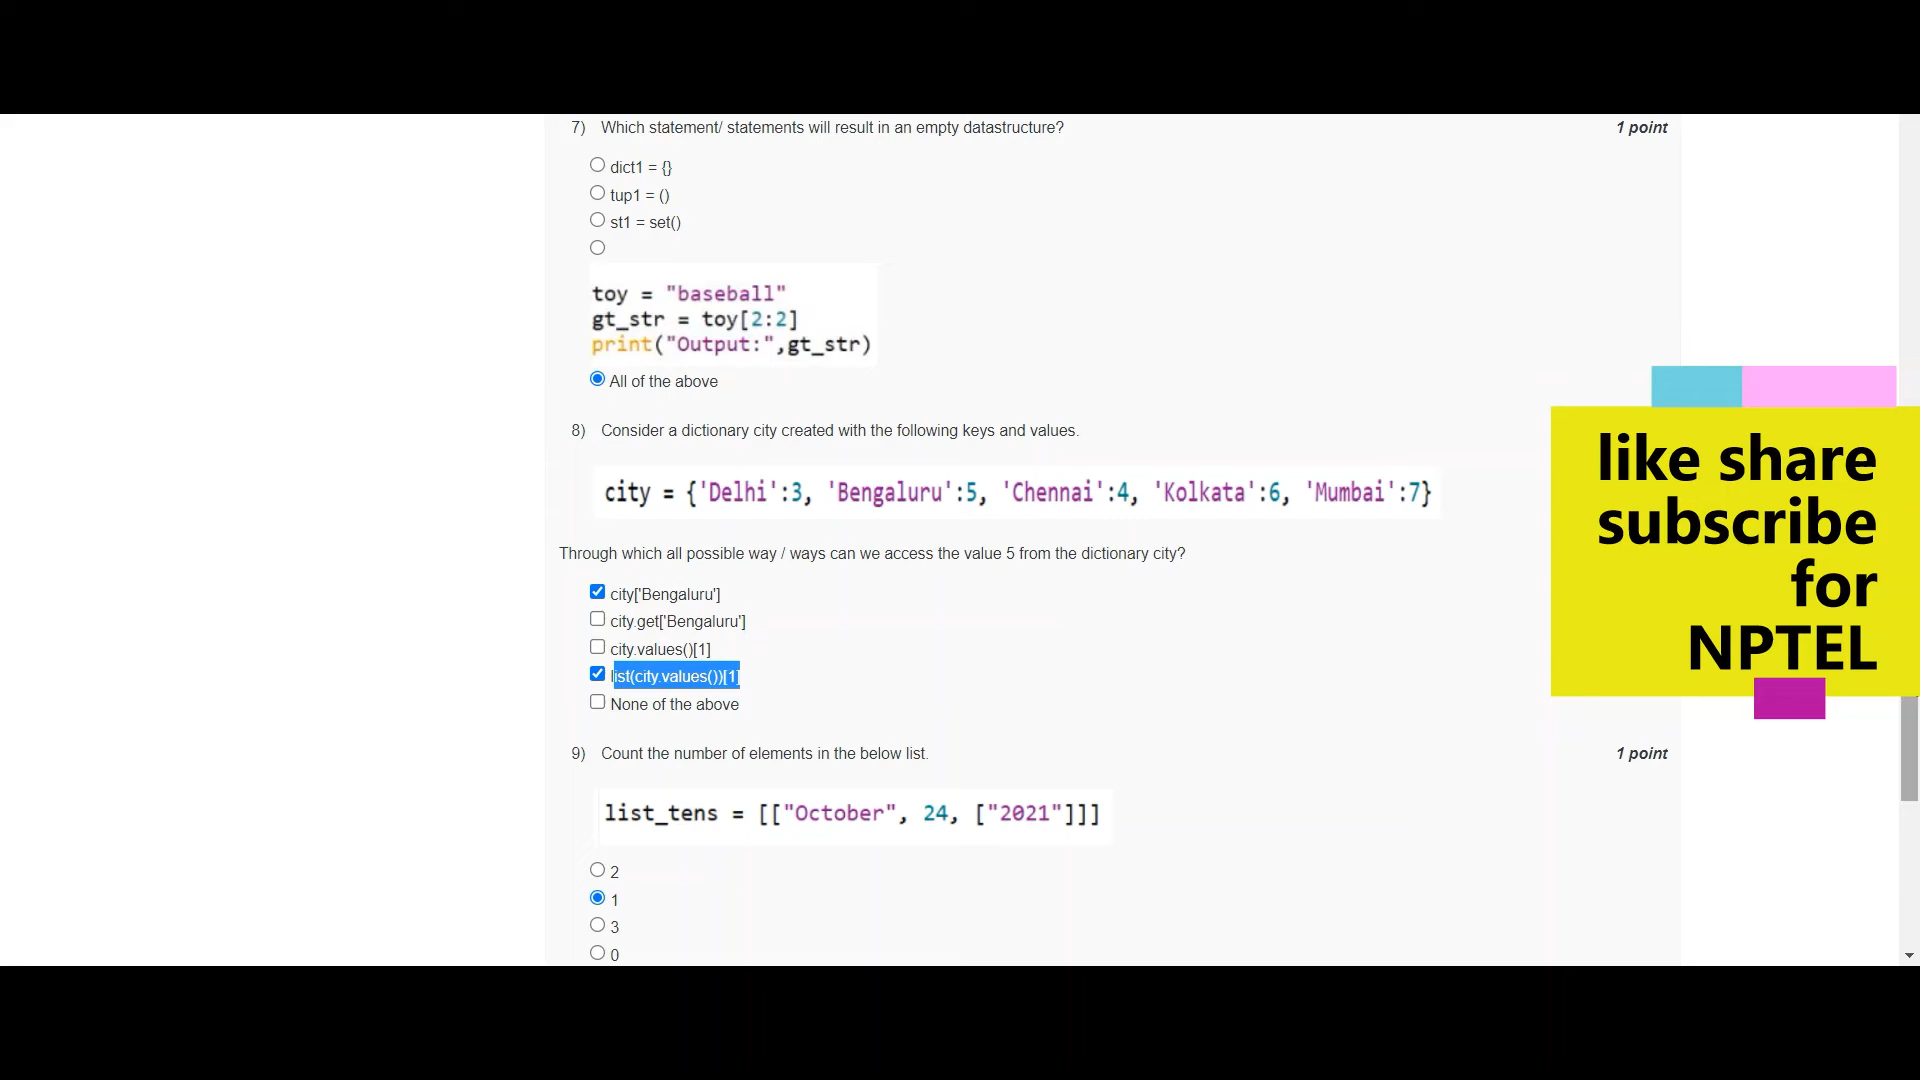 7) Which statement/ statements will result in an empty datastructure? 1 point
dict1 = {}
tup1 = ()
st1 = set()
toy = "baseball"
gt_str = toy[2:2]
print("Output:",gt_str)
All of the above
8) Consider a dictionary city created with the following keys and values.
city = {'Delhi':3, 'Bengaluru':5, 'Chennai':4, 'Kolkata':6, 'Mumbai':7}
Through which all possible way / ways can we access the value 5 from the dictionary city?
city['Bengaluru']
city.get['Bengaluru']
city.values()[1]
list(city.values())[1]
None of the above
9) Count the number of elements in the below list. 1 point
list_tens = [["October", 24, ["2021"]]]
2
1
3
0
like share
subscribe
for
NPTEL